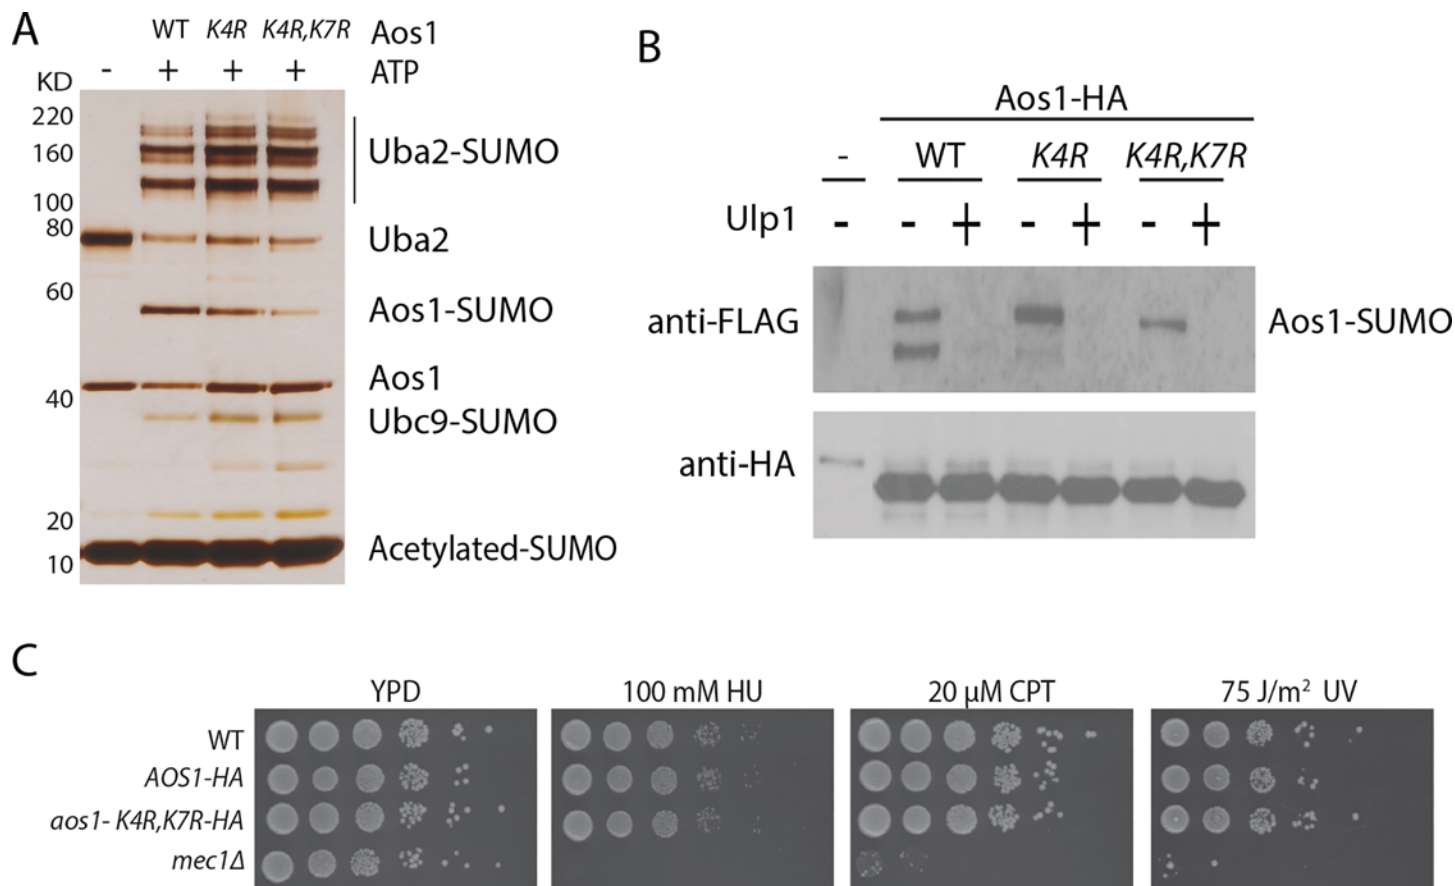 A
WT K4R K4R,K7R Aos1
- + + + ATP
KD
220
160
100
80
60
40
20
10
Uba2-SUMO
Uba2
Aos1-SUMO
Aos1
Ubc9-SUMO
Acetylated-SUMO
B
Aos1-HA
- WT K4R K4R,K7R
Ulp1 - - + - + - +
anti-FLAG Aos1-SUMO
anti-HA
C
YPD 100 mM HU 20 µM CPT 75 J/m² UV
WT
AOS1-HA
aos1- K4R,K7R-HA
mec1Δ